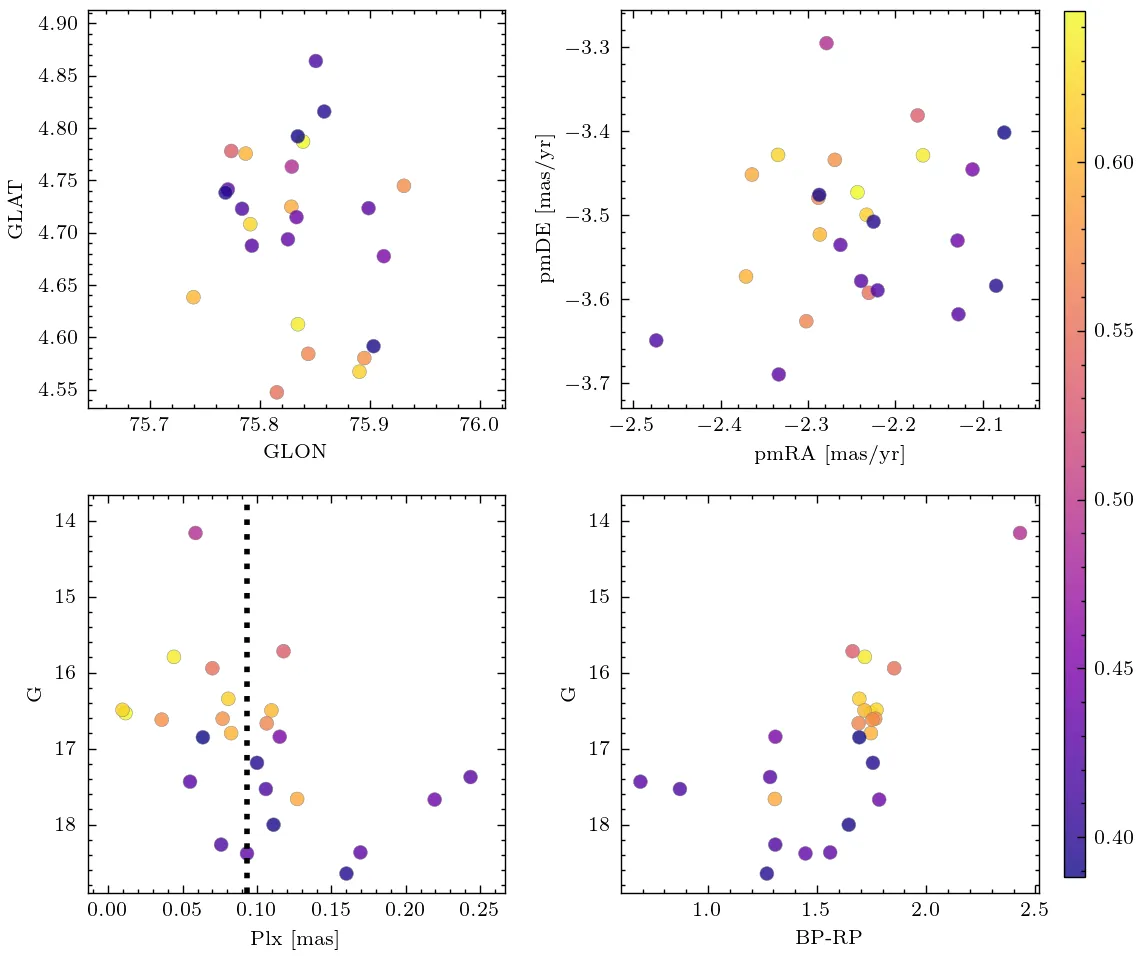 4.90
4.85
4.80
4.75
4.70
4.65
4.60
4.55
GLAT
75.7 75.8 75.9 76.0
GLON
−3.3
−3.4
−3.5
−3.6
−3.7
pmDE [mas/yr]
−2.5 −2.4 −2.3 −2.2 −2.1
pmRA [mas/yr]
0.60
0.55
0.50
0.45
0.40
14
15
16
17
18
G
0.00 0.05 0.10 0.15 0.20 0.25
Plx [mas]
14
15
16
17
18
G
1.0 1.5 2.0 2.5
BP-RP